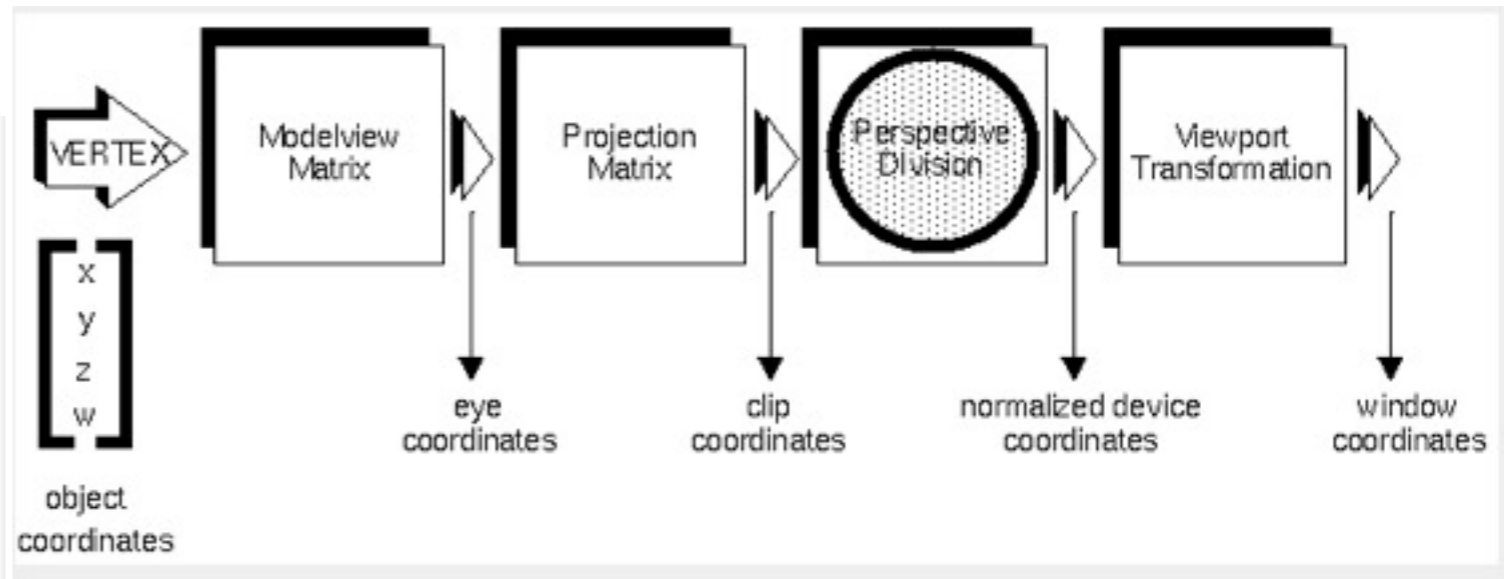 VERTEX
Modelview
Matrix
Projection
Matrix
Perspective
Division
Viewport
Transformation
x
y
z
w
object
coordinates
eye
coordinates
clip
coordinates
normalized device
coordinates
window
coordinates